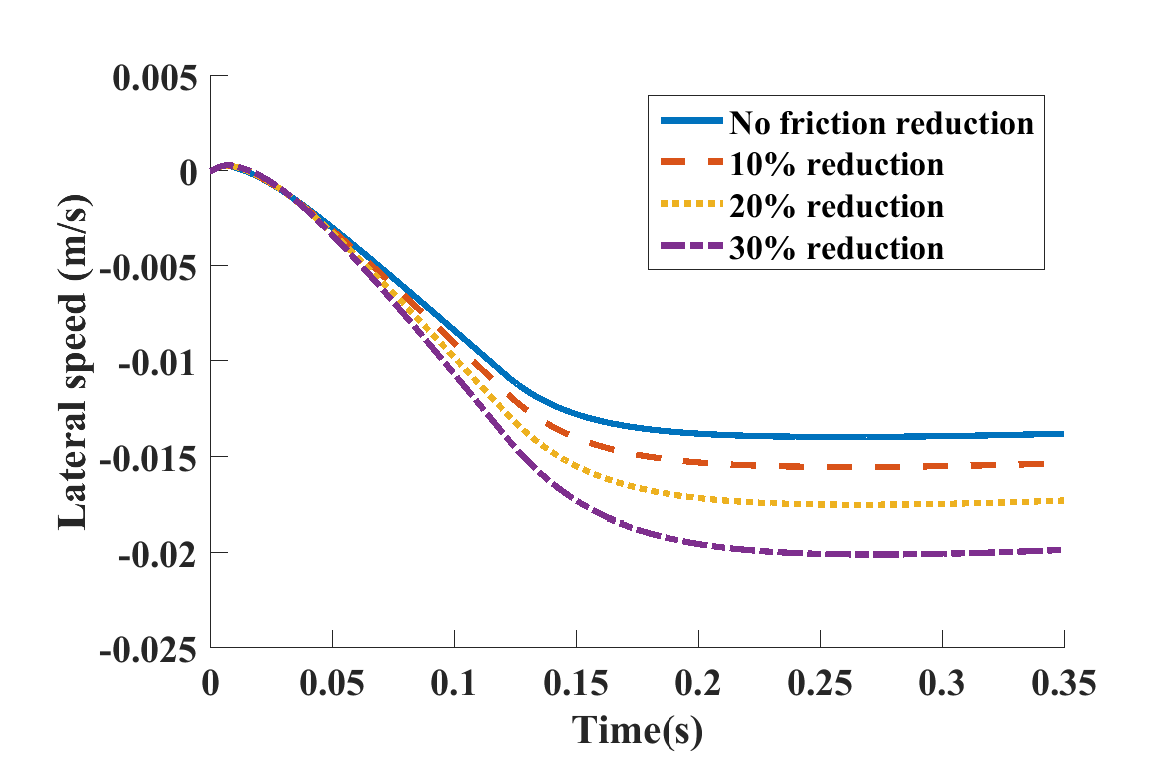 0.005
0
-0.005
-0.01
-0.015
-0.02
-0.025
Lateral speed (m/s)
No friction reduction
10% reduction
20% reduction
30% reduction
0 0.05 0.1 0.15 0.2 0.25 0.3 0.35
Time(s)